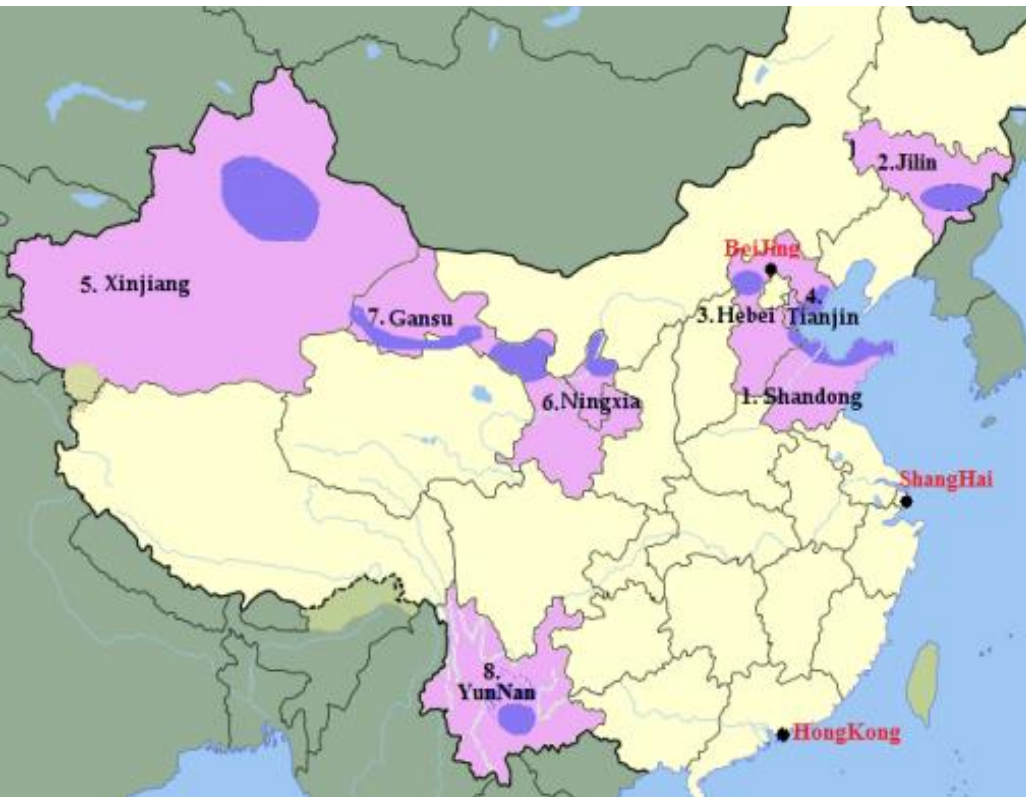 2.Jilin
BeiJing
5. Xinjiang
4.
7.Gansu
3.Hebei Tianjin
6.Ningxia
1. Shandong
ShangHai
8.
YunNan
HongKong